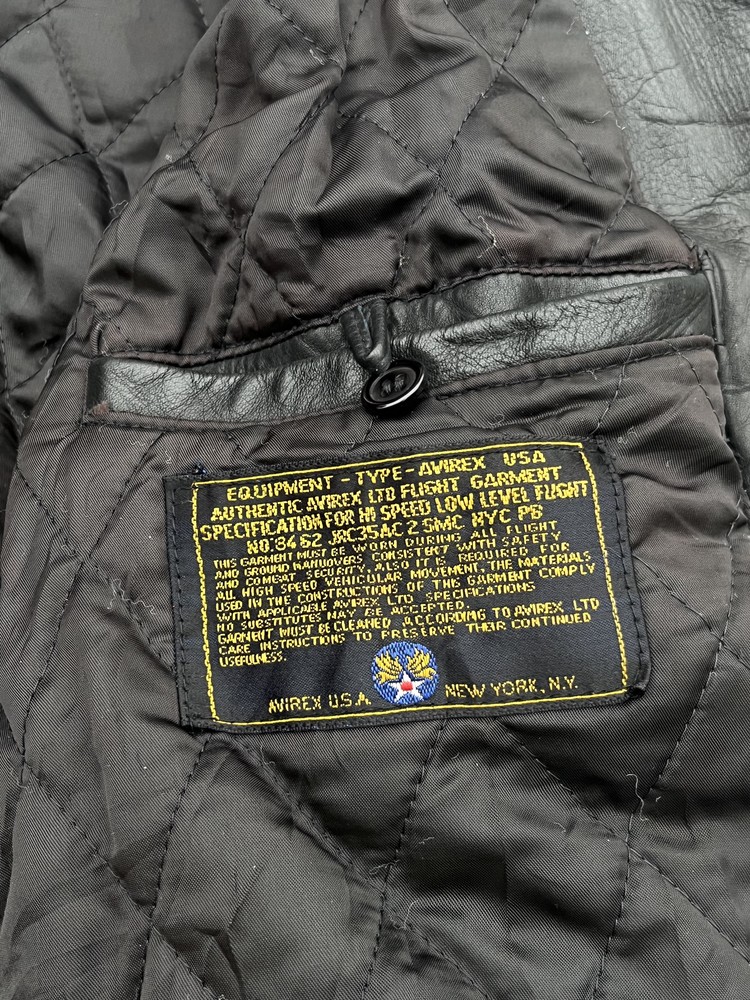 EQUIPMENT - TYPE - AVIREX USA
AUTHENTIC AVIREX LTD FLIGHT GARMENT
SPECIFICATION FOR HI SPEED LOW LEVEL FLIGHT
NO. 8462 JRC35AC 2 SMC NYC P6
THIS GARMENT MUST BE WORN DURING ALL FLIGHT
AND GROUND MANUOVERS CONSISTENT WITH SAFETY
AND COMBAT SECURITY, ALSO IT IS REQUIRED FOR
ALL HIGH SPEED VEHICULAR MOVEMENT, THE MATERIALS
USED IN THE CONSTRUCTIONS OF THIS GARMENT COMPLY
WITH APPLICABLE AVIREX LTD SPECIFICATIONS
NO SUBSTITUTES MAY BE ACCEPTED.
GARMENT MUST BE CLEANED ACCORDING TO AVIREX LTD
CARE INSTRUCTIONS TO PRESERVE THEIR CONTINUED
USEFULNESS.
AVIREX U.S.A. NEW YORK, N.Y.